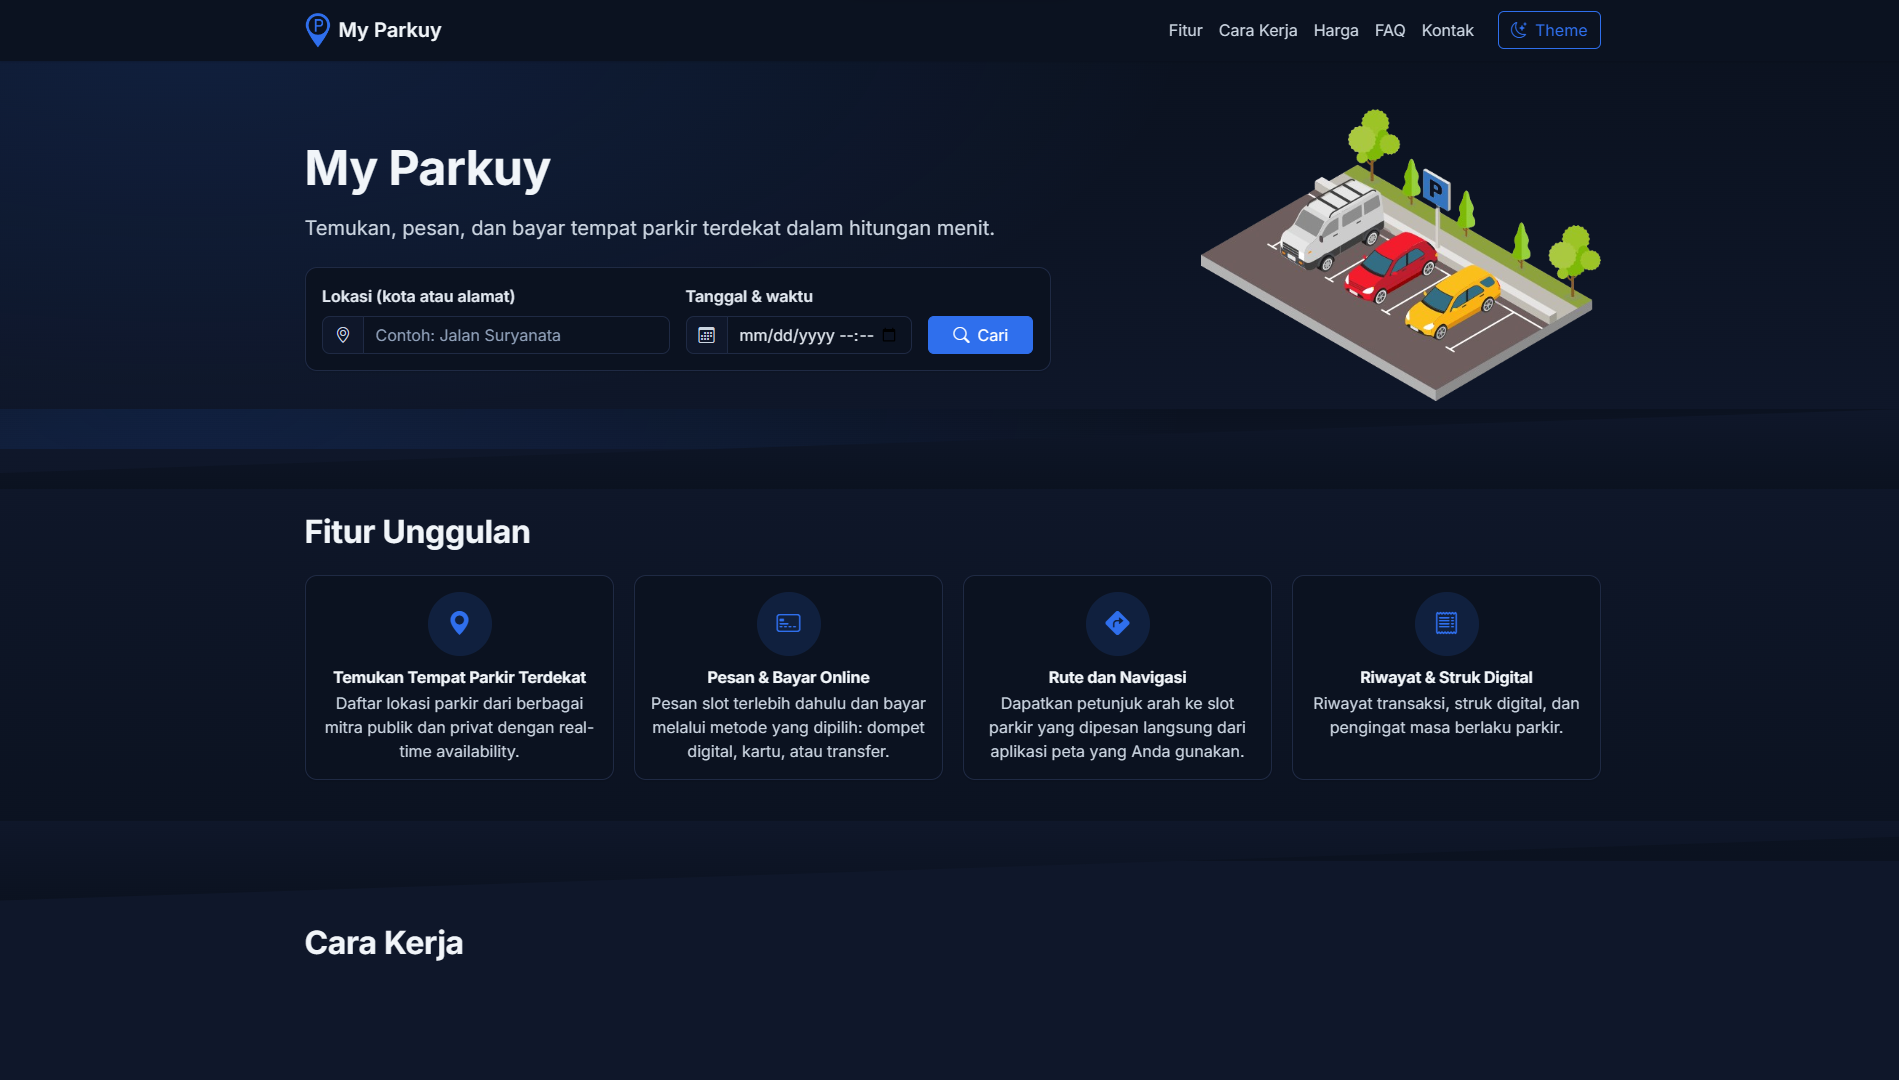 My Parkuy
Fitur Cara Kerja Harga FAQ Kontak Theme
My Parkuy
Temukan, pesan, dan bayar tempat parkir terdekat dalam hitungan menit.
P
Lokasi (kota atau alamat)
Contoh: Jalan Suryanata
Tanggal & waktu
mm/dd/yyyy --:--
Cari
Fitur Unggulan
Temukan Tempat Parkir Terdekat
Daftar lokasi parkir dari berbagai
mitra publik dan privat dengan real-
time availability.
Pesan & Bayar Online
Pesan slot terlebih dahulu dan bayar
melalui metode yang dipilih: dompet
digital, kartu, atau transfer.
Rute dan Navigasi
Dapatkan petunjuk arah ke slot
parkir yang dipesan langsung dari
aplikasi peta yang Anda gunakan.
Riwayat & Struk Digital
Riwayat transaksi, struk digital, dan
pengingat masa berlaku parkir.
Cara Kerja